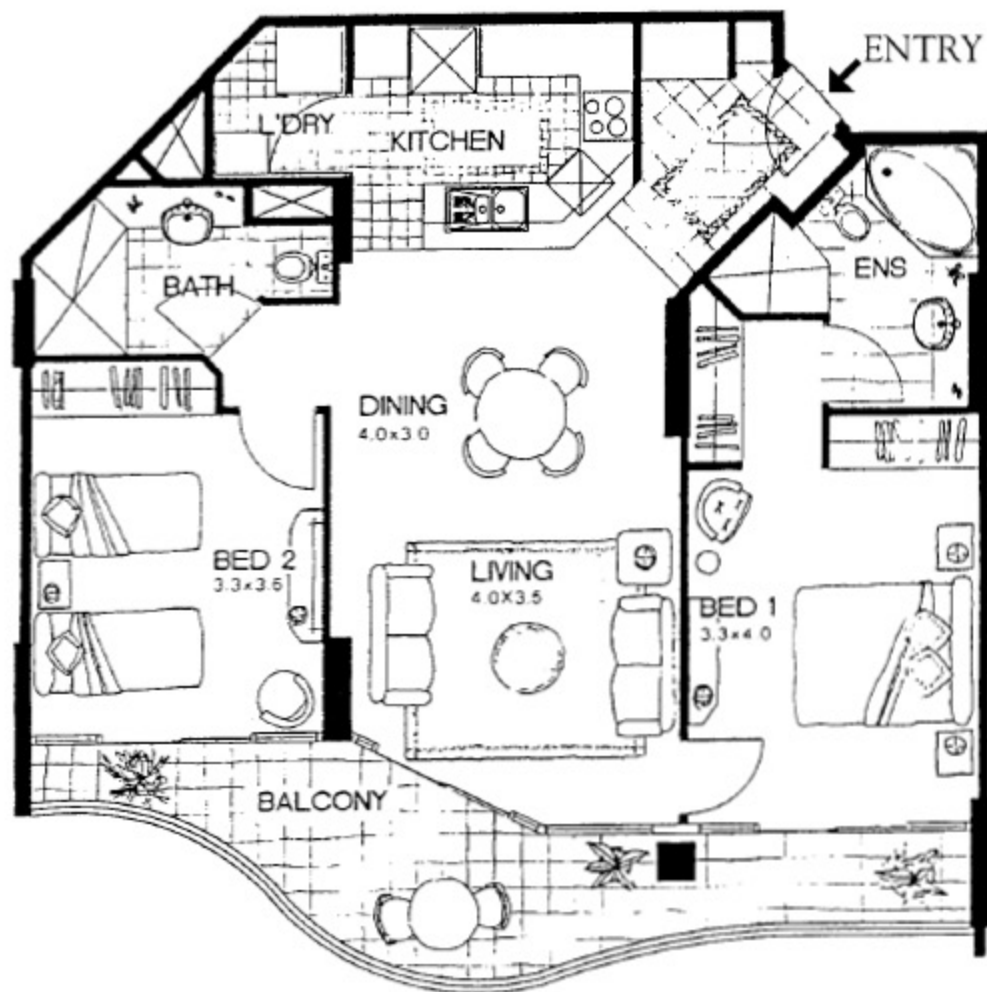 ENTRY
L'DRY
KITCHEN
BATH
ENS
DINING
4.0x3.0
BED 2
3.3x3.6
LIVING
4.0X3.5
BED 1
3.3x4.0
BALCONY